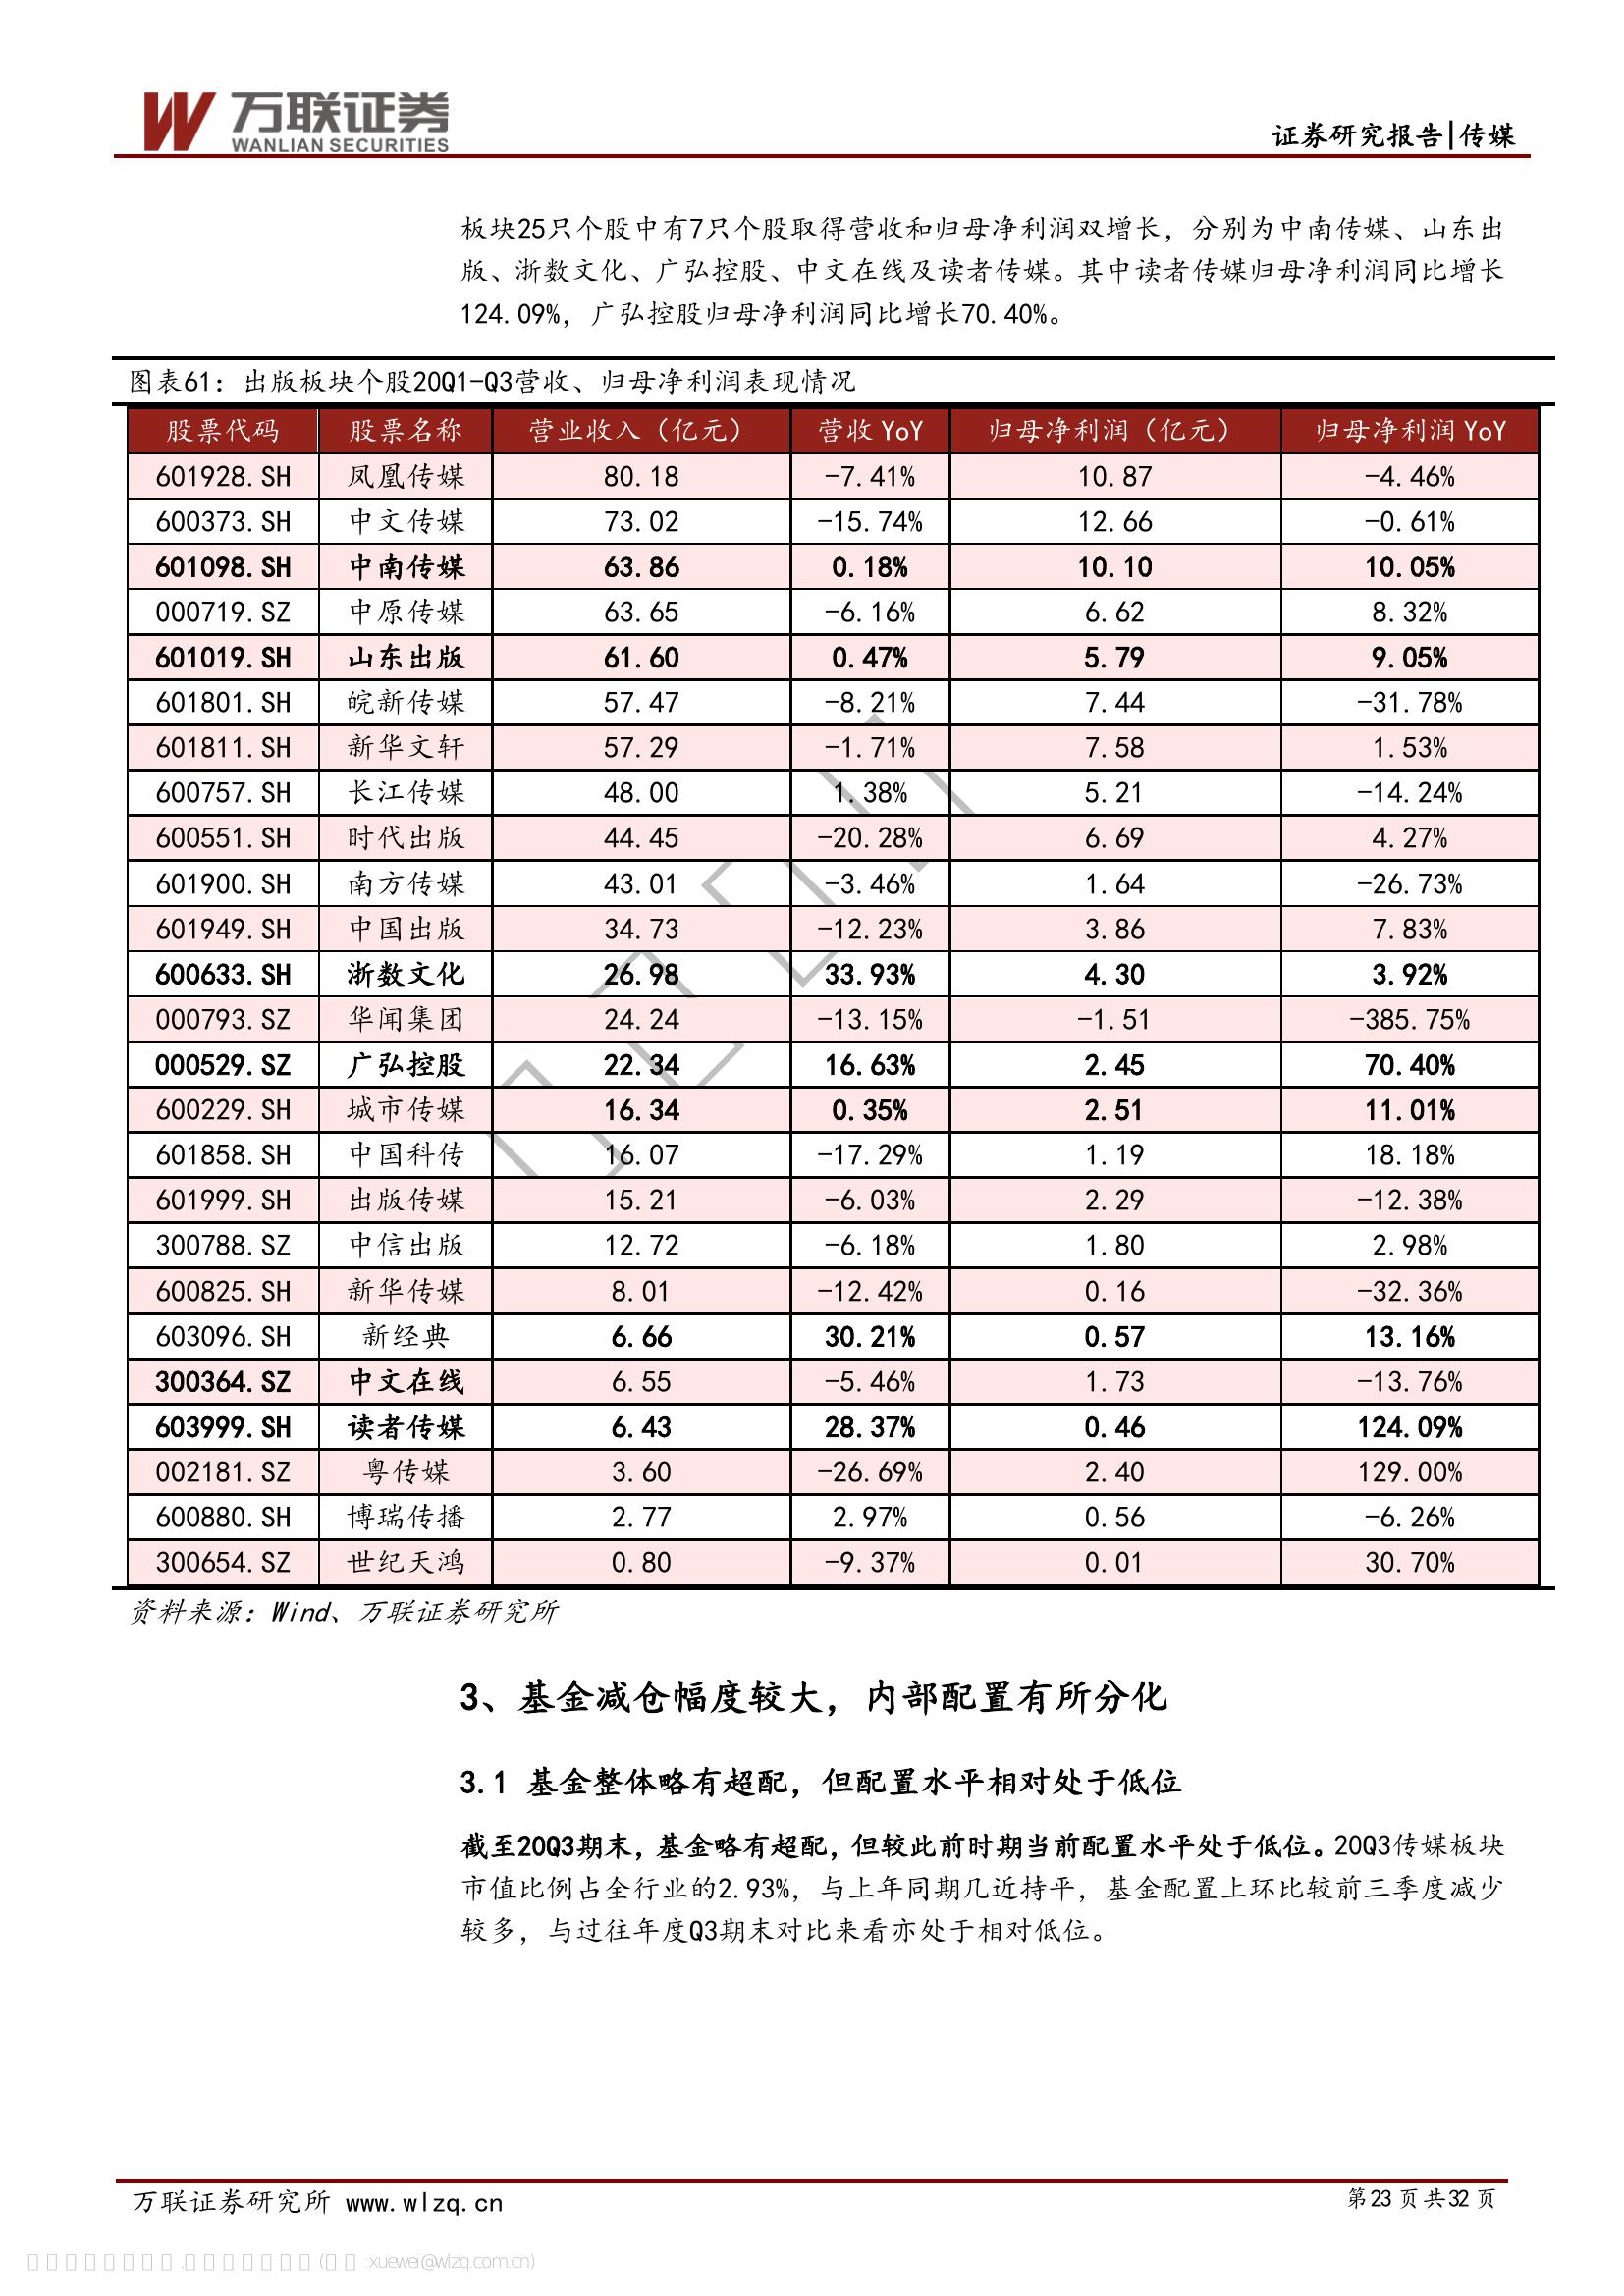 万联证券
WANLIAN SECURITIES
证券研究报告|传媒
板块25只个股中有7只个股取得营收和归母净利润双增长，分别为中南传媒、山东出
版、浙数文化、广弘控股、中文在线及读者传媒。其中读者传媒归母净利润同比增长
124.09%，广弘控股归母净利润同比增长70.40%。
图表61：出版板块个股20Q1-Q3营收、归母净利润表现情况
股票代码 股票名称 营业收入（亿元） 营收 YoY 归母净利润（亿元） 归母净利润 YoY
601928.SH 凤凰传媒 80.18 -7.41% 10.87 -4.46%
600373.SH 中文传媒 73.02 -15.74% 12.66 -0.61%
601098.SH 中南传媒 63.86 0.18% 10.10 10.05%
000719.SZ 中原传媒 63.65 -6.16% 6.62 8.32%
601019.SH 山东出版 61.60 0.47% 5.79 9.05%
601801.SH 皖新传媒 57.47 -8.21% 7.44 -31.78%
601811.SH 新华文轩 57.29 -1.71% 7.58 1.53%
600757.SH 长江传媒 48.00 1.38% 5.21 -14.24%
600551.SH 时代出版 44.45 -20.28% 6.69 4.27%
601900.SH 南方传媒 43.01 -3.46% 1.64 -26.73%
601949.SH 中国出版 34.73 -12.23% 3.86 7.83%
600633.SH 浙数文化 26.98 33.93% 4.30 3.92%
000793.SZ 华闻集团 24.24 -13.15% -1.51 -385.75%
000529.SZ 广弘控股 22.34 16.63% 2.45 70.40%
600229.SH 城市传媒 16.34 0.35% 2.51 11.01%
601858.SH 中国科传 16.07 -17.29% 1.19 18.18%
601999.SH 出版传媒 15.21 -6.03% 2.29 -12.38%
300788.SZ 中信出版 12.72 -6.18% 1.80 2.98%
600825.SH 新华传媒 8.01 -12.42% 0.16 -32.36%
603096.SH 新经典 6.66 30.21% 0.57 13.16%
300364.SZ 中文在线 6.55 -5.46% 1.73 -13.76%
603999.SH 读者传媒 6.43 28.37% 0.46 124.09%
002181.SZ 粤传媒 3.60 -26.69% 2.40 129.00%
600880.SH 博瑞传播 2.77 2.97% 0.56 -6.26%
300654.SZ 世纪天鸿 0.80 -9.37% 0.01 30.70%
资料来源：Wind、万联证券研究所
3、基金减仓幅度较大，内部配置有所分化
3.1 基金整体略有超配，但配置水平相对处于低位
截至20Q3期末，基金略有超配，但较此前时期当前配置水平处于低位。20Q3传媒板块
市值比例占全行业的2.93%，与上年同期几近持平，基金配置上环比较前三季度减少
较多，与过往年度Q3期末对比来看亦处于相对低位。
万联证券研究所 www.wlzq.cn
第23 页共32 页
:xuewei@wlzq.com.cn)